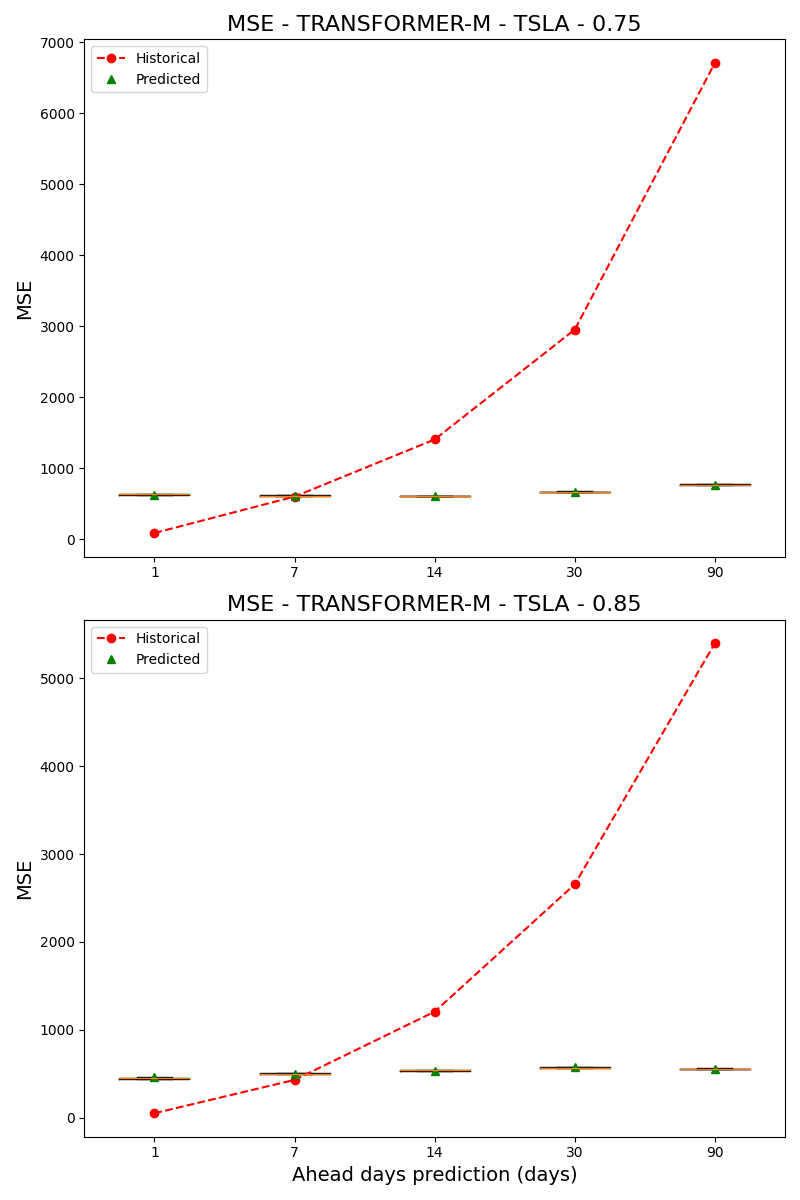 MSE - TRANSFORMER-M - TSLA - 0.75
7000
Historical
Predicted
6000
5000
4000
MSE
3000
2000
1000
0
1 7 14 30 90
MSE - TRANSFORMER-M - TSLA - 0.85
Historical
Predicted
5000
4000
3000
MSE
2000
1000
0
1 7 14 30 90
Ahead days prediction (days)